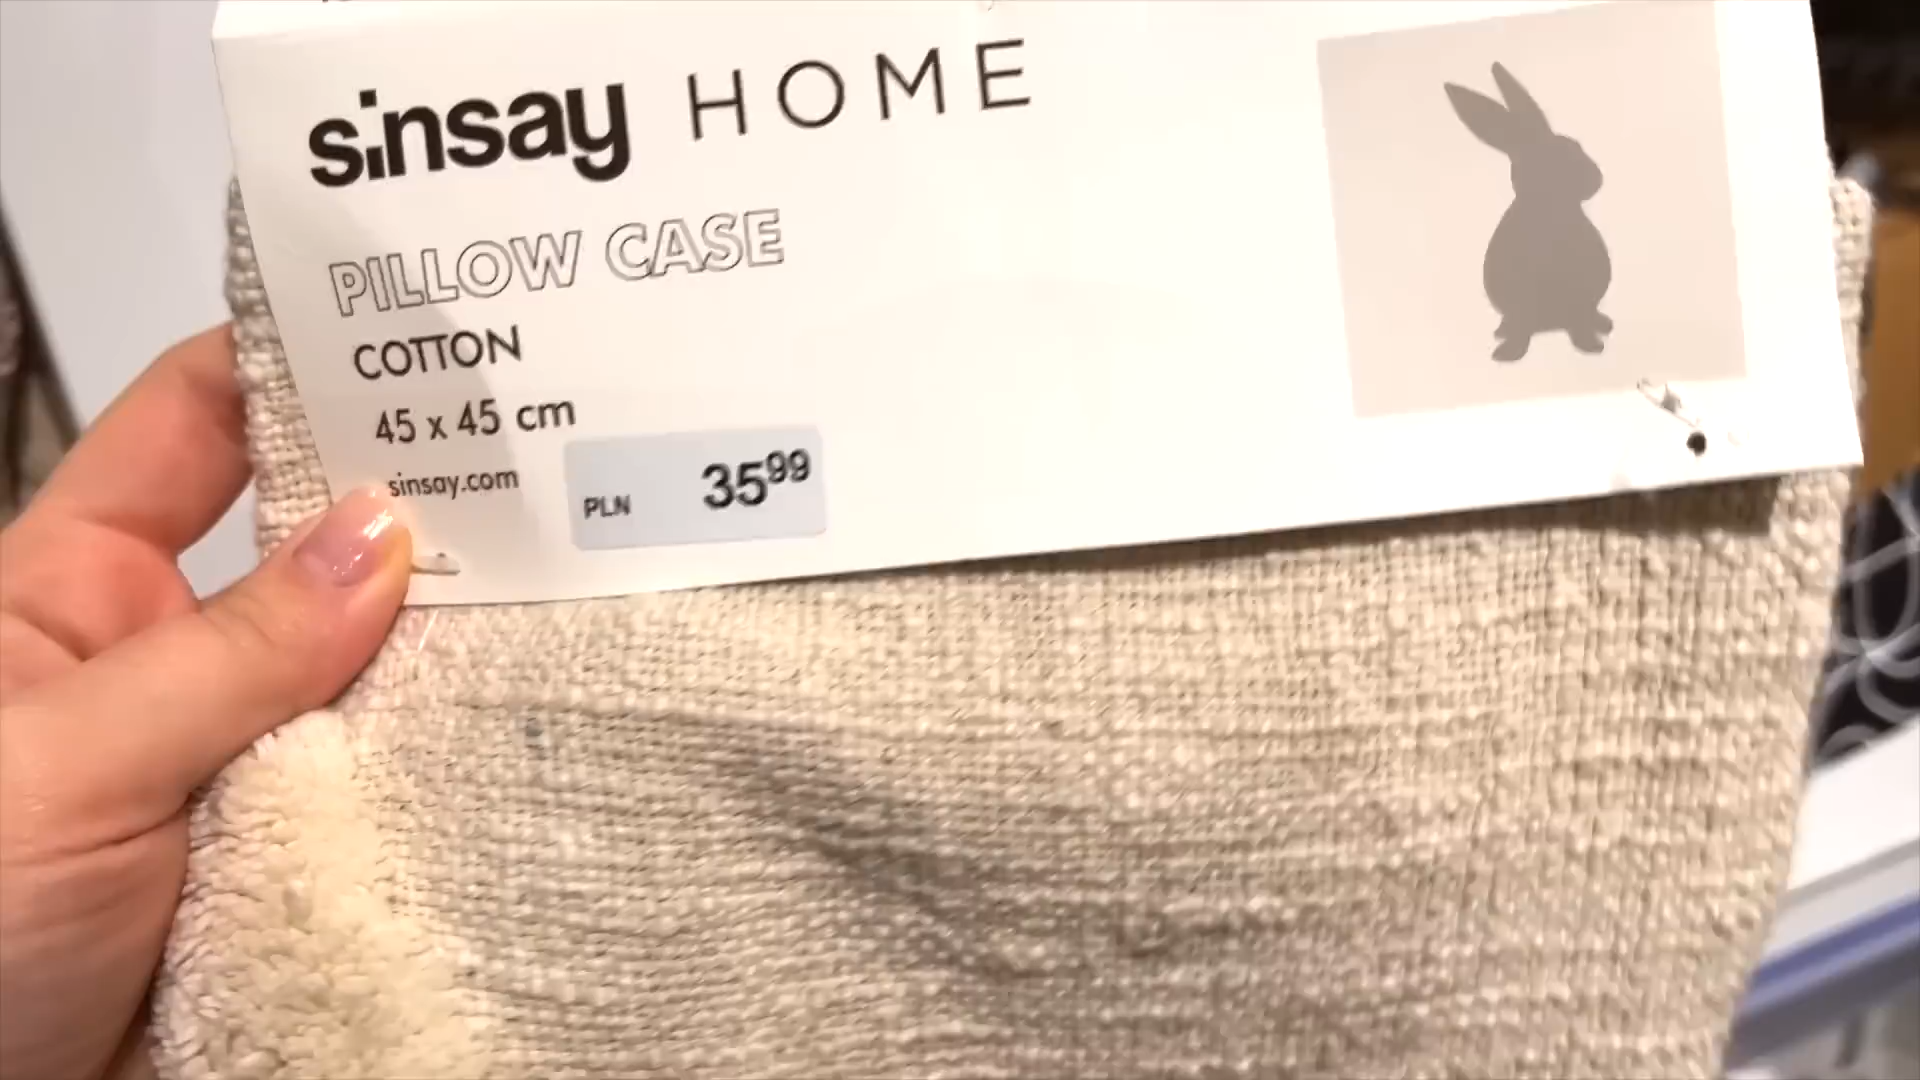 sinsay HOME
PILLOW CASE
COTTON
45 x 45 cm
sinsay.com
PLN 35⁹⁹